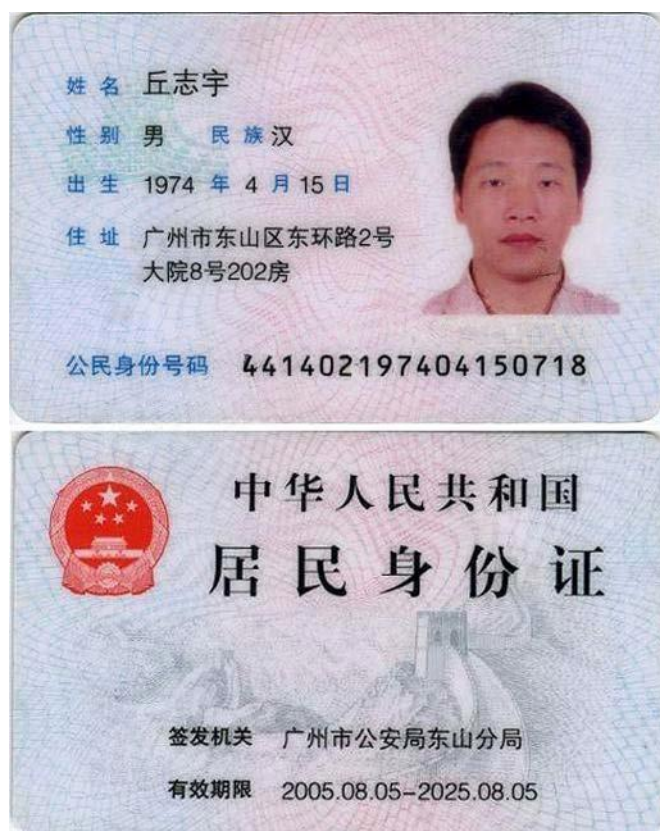 姓名 丘志宇
性别 男 民族 汉
出生 1974 年 4 月 15 日
住址 广州市东山区东环路2号
大院8号202房
公民身份号码 441402197404150718
中华人民共和国
居民身份证
签发机关 广州市公安局东山分局
有效期限 2005.08.05-2025.08.05